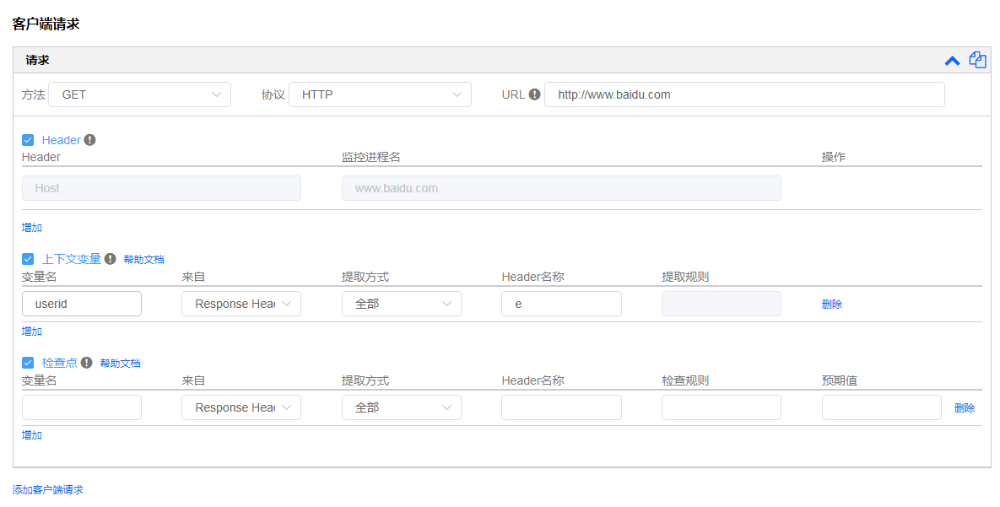 客户端请求
请求
方法 GET 协议 HTTP URL http://www.baidu.com
Header
Header 监控进程名 操作
Host www.baidu.com
增加
上下文变量 帮助文档
变量名 来自 提取方式 Header名称 提取规则
userid Response Hea 全部 e 删除
增加
检查点 帮助文档
变量名 来自 提取方式 Header名称 检查规则 预期值
Response Hea 全部 删除
增加
添加客户端请求